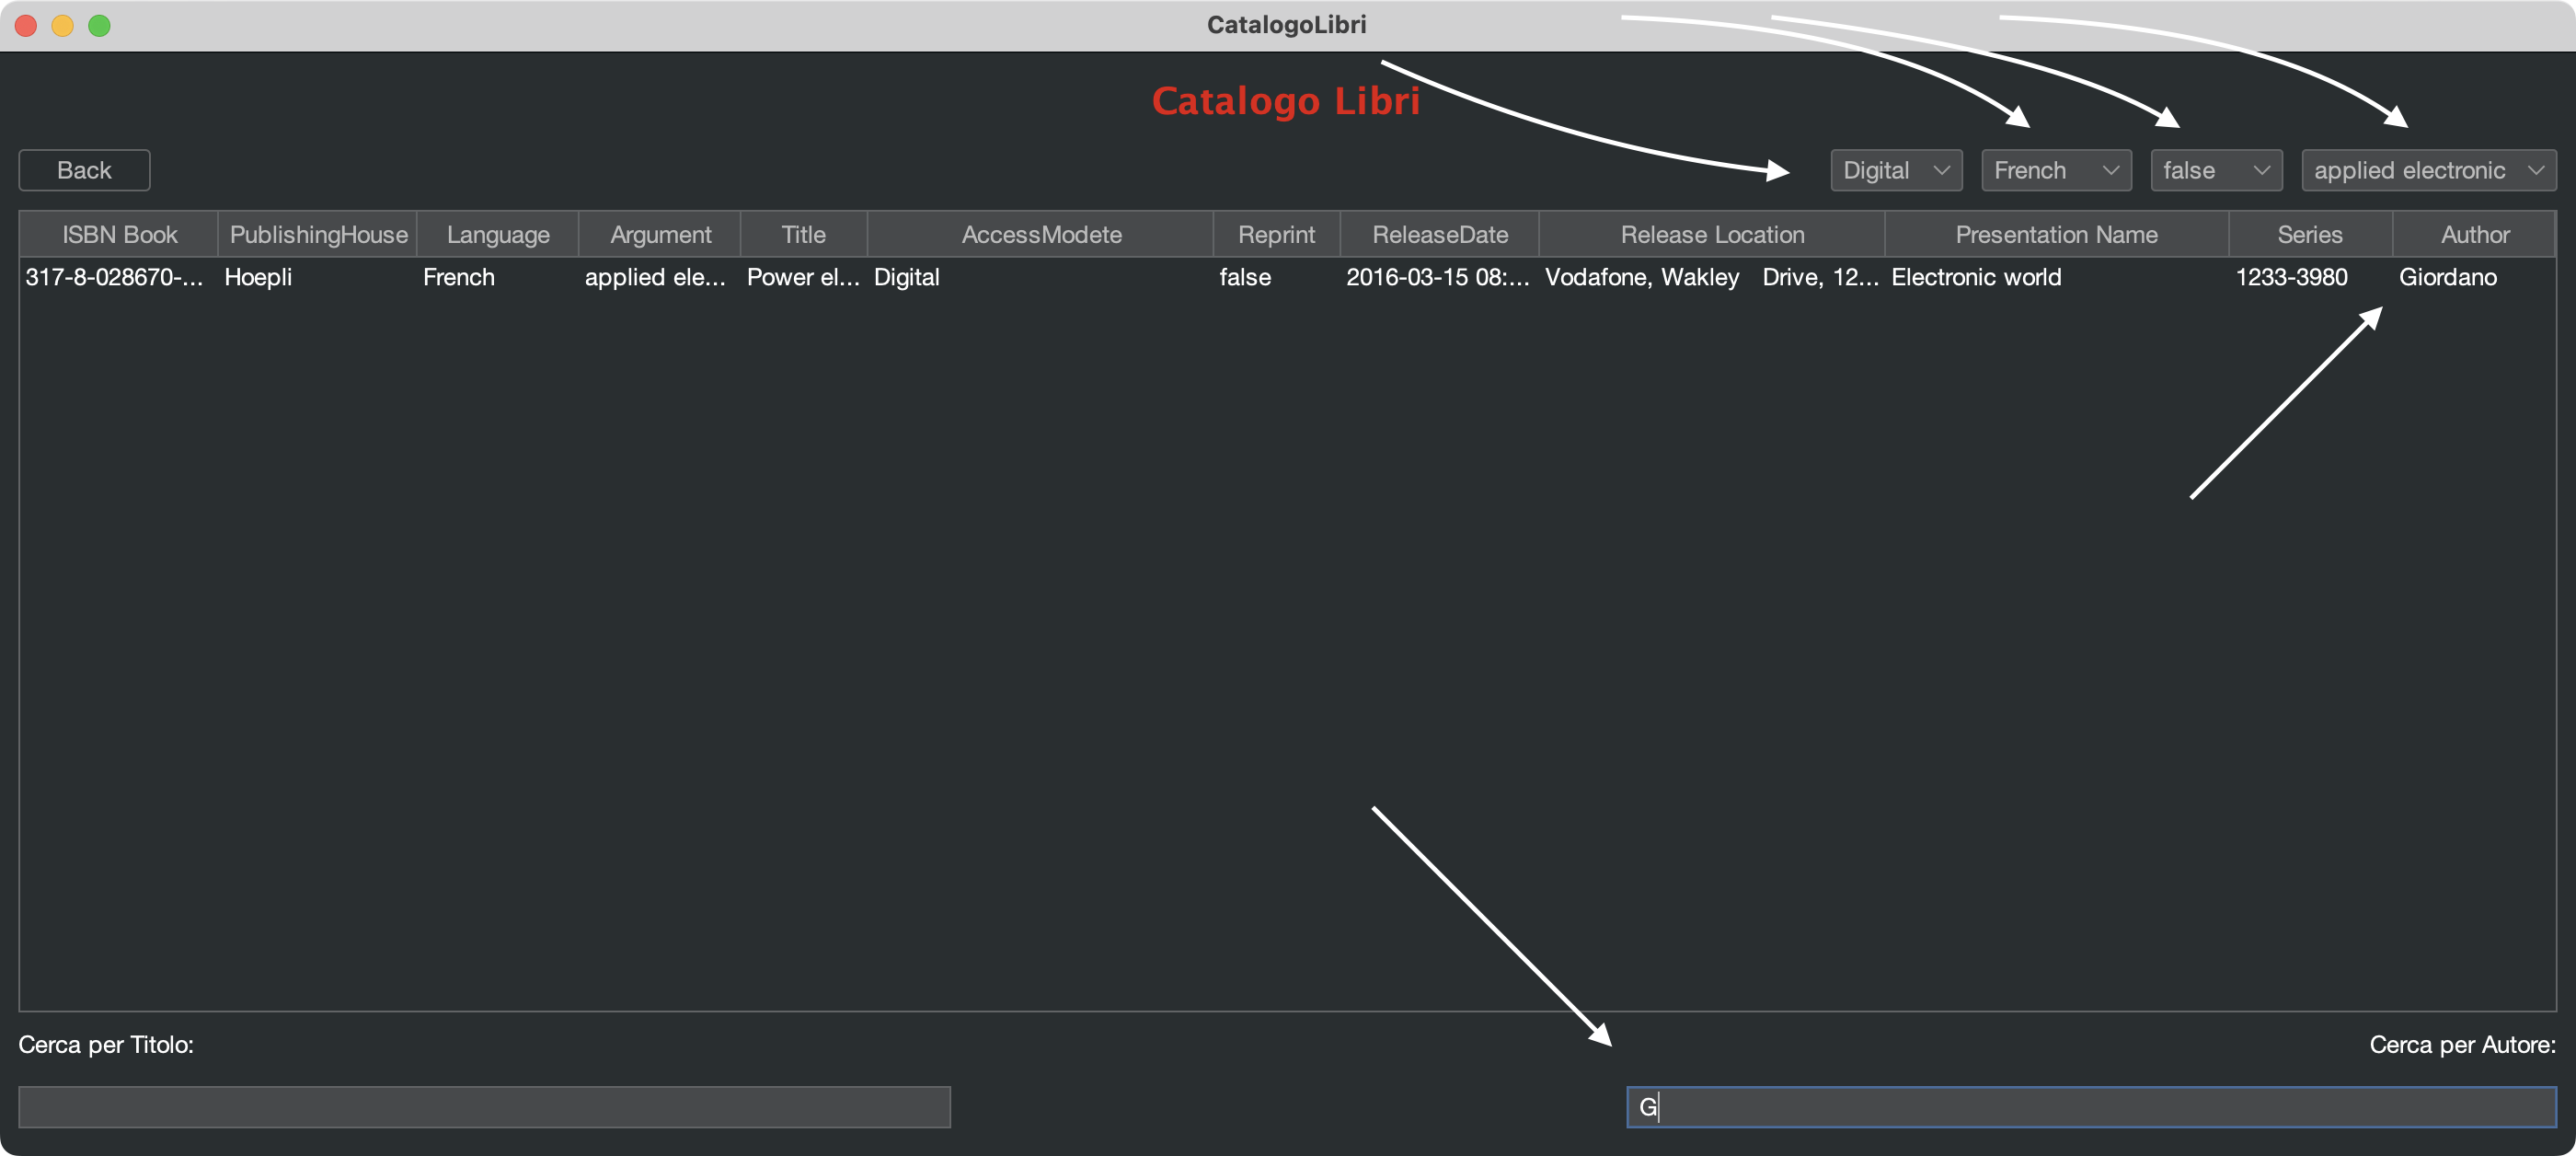 CatalogoLibri
Catalogo Libri
Back Digital French false applied electronic
ISBN Book PublishingHouse Language Argument Title AccessModete Reprint ReleaseDate Release Location Presentation Name Series Author
317-8-028670-... Hoepli French applied ele... Power el... Digital false 2016-03-15 08:... Vodafone, Wakley Drive, 12... Electronic world 1233-3980 Giordano
Cerca per Titolo: Cerca per Autore:
G